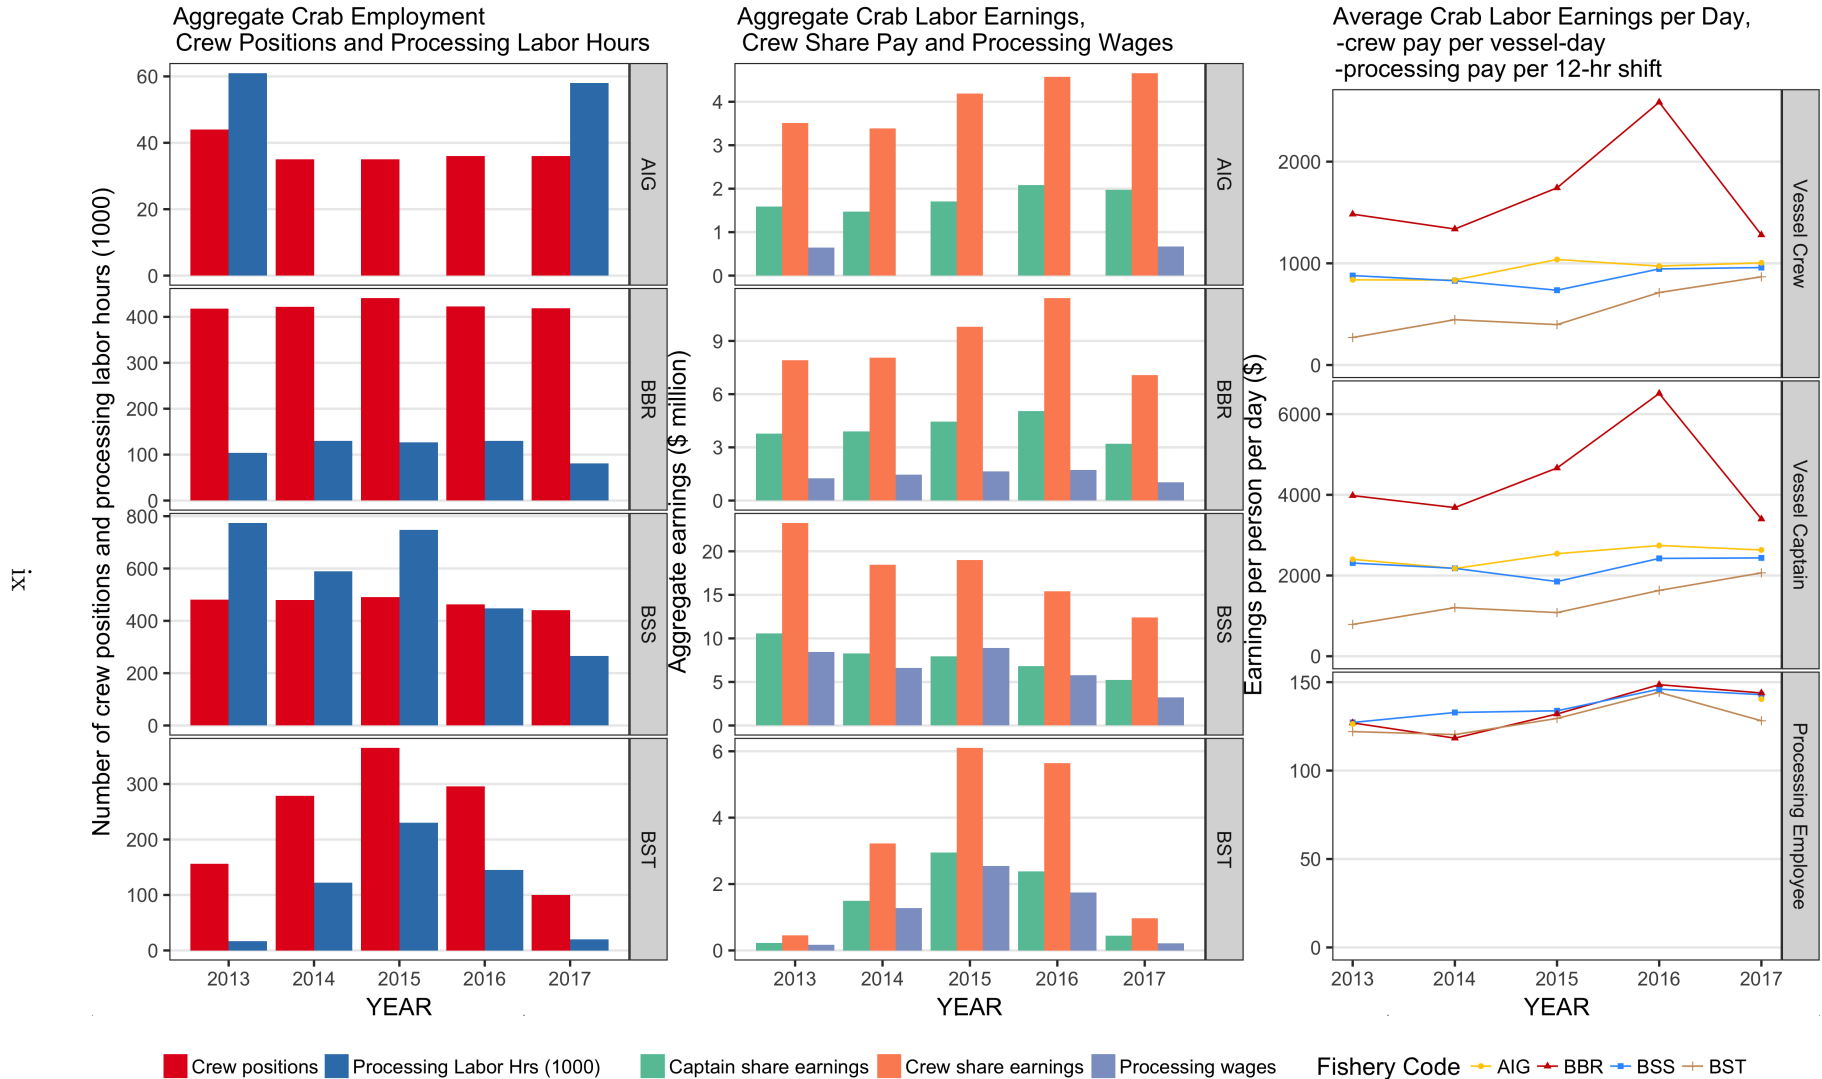 Aggregate Crab Employment
Crew Positions and Processing Labor Hours
Number of crew positions and processing labor hours (1000)
60
40
20
0
AIG
400
300
200
100
0
BBR
800
600
400
200
0
BSS
300
200
100
0
BST
2013 2014 2015 2016 2017
YEAR
Crew positions Processing Labor Hrs (1000)
Aggregate Crab Labor Earnings,
Crew Share Pay and Processing Wages
Aggregate earnings ($ million)
4
3
2
1
0
AIG
9
6
3
0
BBR
20
15
10
5
0
BSS
6
4
2
0
BST
2013 2014 2015 2016 2017
YEAR
Captain share earnings Crew share earnings Processing wages
Average Crab Labor Earnings per Day,
-crew pay per vessel-day
-processing pay per 12-hr shift
Earnings per person per day ($)
2000
1000
0
Vessel Crew
6000
4000
2000
0
Vessel Captain
150
100
50
0
Processing Employee
2013 2014 2015 2016 2017
YEAR
Fishery Code AIG BBR BSS BST
ix